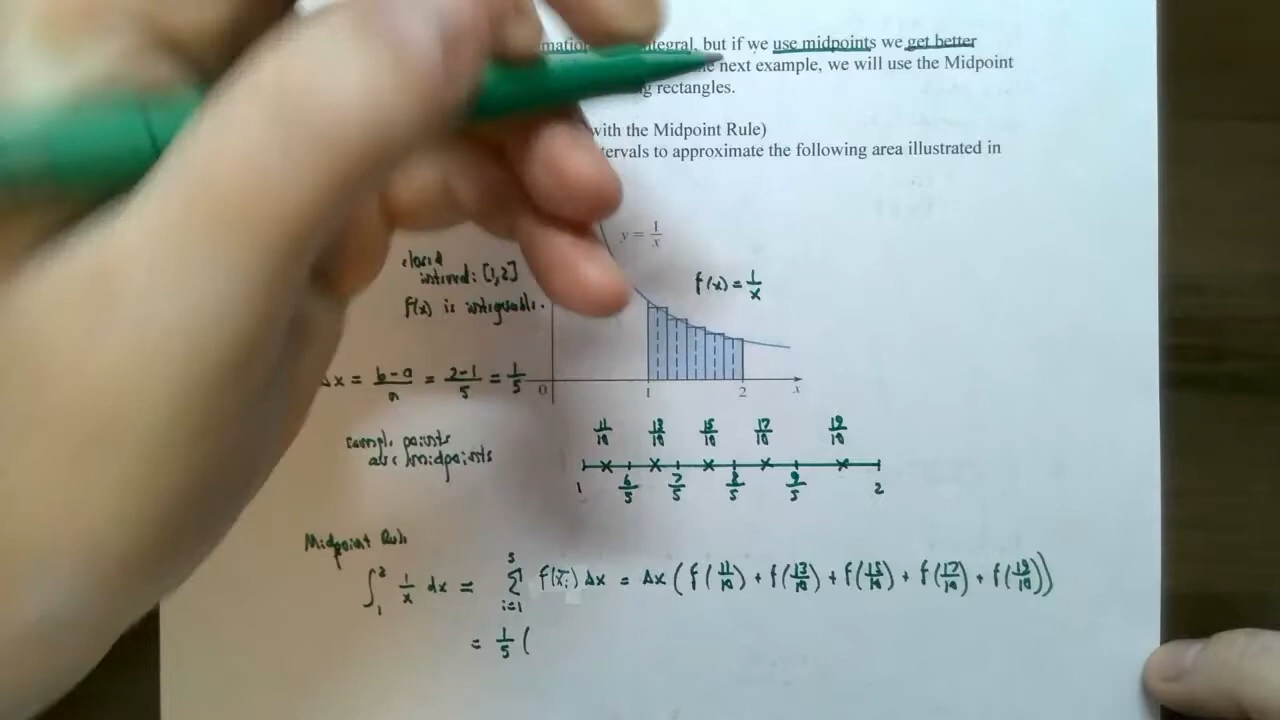 but if we use midpoints we get better
next example, we will use the Midpoint
rectangles.
with the Midpoint Rule)
to approximate the following area illustrated in
y = 1/x
closed
interval: [1,2]
f(x) = 1/x
f(x) is integrable.
Δx = b-a/n = 2-1/5 = 1/5
0 1 2 x
11/10 13/10 15/10 17/10 19/10
sample points
are midpoints
1 6/5 7/5 8/5 9/5 2
Midpoint Rule
∫₁² 1/x dx = Σ_{i=1}^{5} f(x̄ᵢ) Δx = Δx (f(11/10) + f(13/10) + f(15/10) + f(17/10) + f(19/10))
= 1/5 (